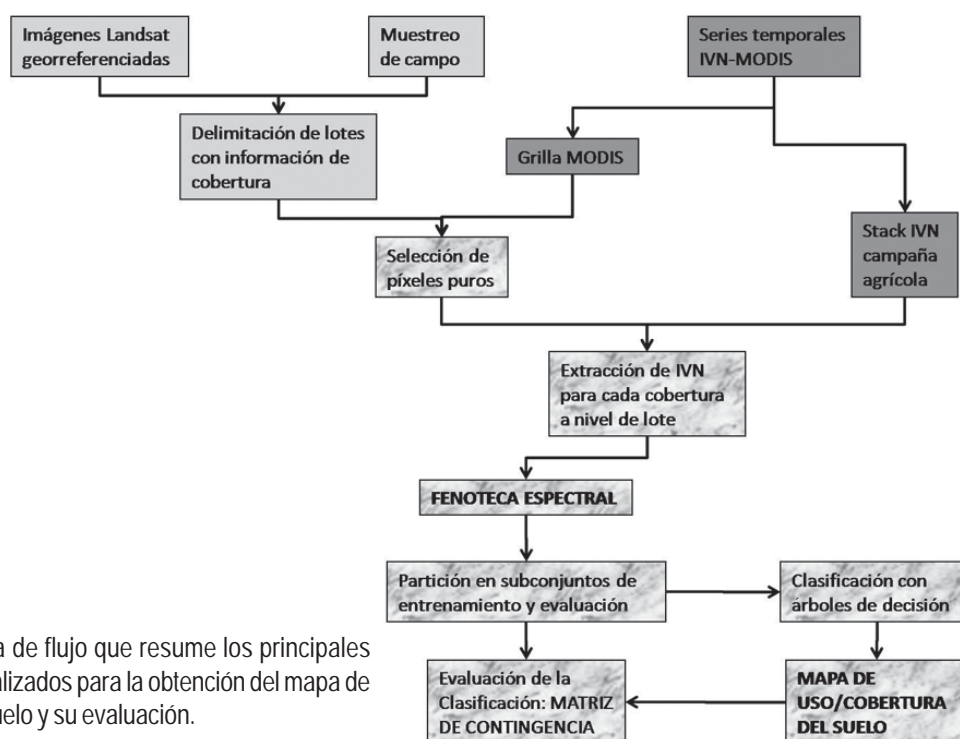 Imágenes Landsat
georreferenciadas
Muestreo
de campo
Series temporales
IVN-MODIS
Delimitación de lotes
con información de
cobertura
Grilla MODIS
Selección de
píxeles puros
Stack IVN
campaña
agrícola
Extracción de IVN
para cada cobertura
a nivel de lote
FENOTECA ESPECTRAL
Partición en subconjuntos de
entrenamiento y evaluación
Clasificación con
árboles de decisión
Evaluación de la
Clasificación: MATRIZ
DE CONTINGENCIA
MAPA DE
USO/COBERTURA
DEL SUELO
de flujo que resume los principales
para la obtención del mapa de
y su evaluación.